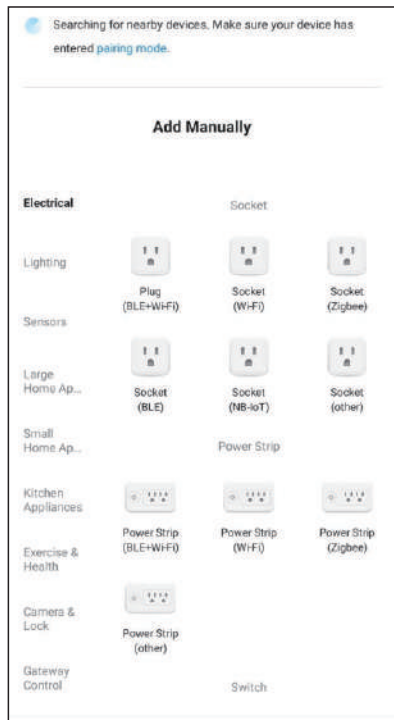 Searching for nearby devices. Make sure your device has
entered pairing mode.
Add Manually
Electrical
Lighting
Sensors
Large
Home Ap...
Small
Home Ap...
Kitchen
Appliances
Exercise &
Health
Camera &
Lock
Gateway
Control
Socket
Plug
(BLE+Wi-Fi)
Socket
(Wi-Fi)
Socket
(Zigbee)
Socket
(BLE)
Socket
(NB-IoT)
Socket
(other)
Power Strip
Power Strip
(BLE+Wi-Fi)
Power Strip
(Wi-Fi)
Power Strip
(Zigbee)
Power Strip
(other)
Switch